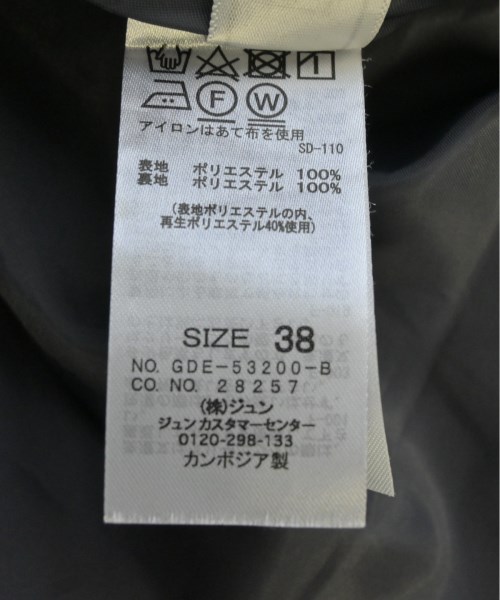 F W
アイロンはあて布を使用
SD-110
表地 ポリエステル 100%
裏地 ポリエステル 100%
(表地ポリエステルの内、
再生ポリエステル40%使用)
SIZE 38
NO. GDE-53200-B
CO. NO. 28257
(株)ジュン
ジュン カスタマーセンター
0120-298-133
カンボジア製